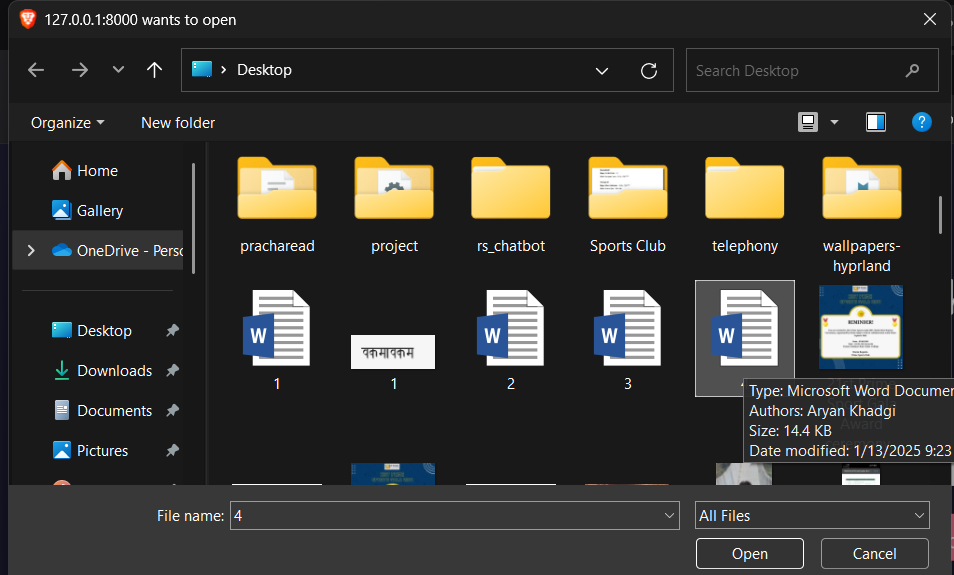 127.0.0.1:8000 wants to open
Desktop
Search Desktop
Organize
New folder
Home
Gallery
OneDrive - Perso
Desktop
Downloads
Documents
Pictures
pracharead
project
rs_chatbot
Sports Club
telephony
wallpapers-
hyprland
W
W
W
W
वकमावकम
REMINDER!
1
1
2
3
Type: Microsoft Word Documen
Authors: Aryan Khadgi
Size: 14.4 KB
Date modified: 1/13/2025 9:23
File name:
4
All Files
Open
Cancel